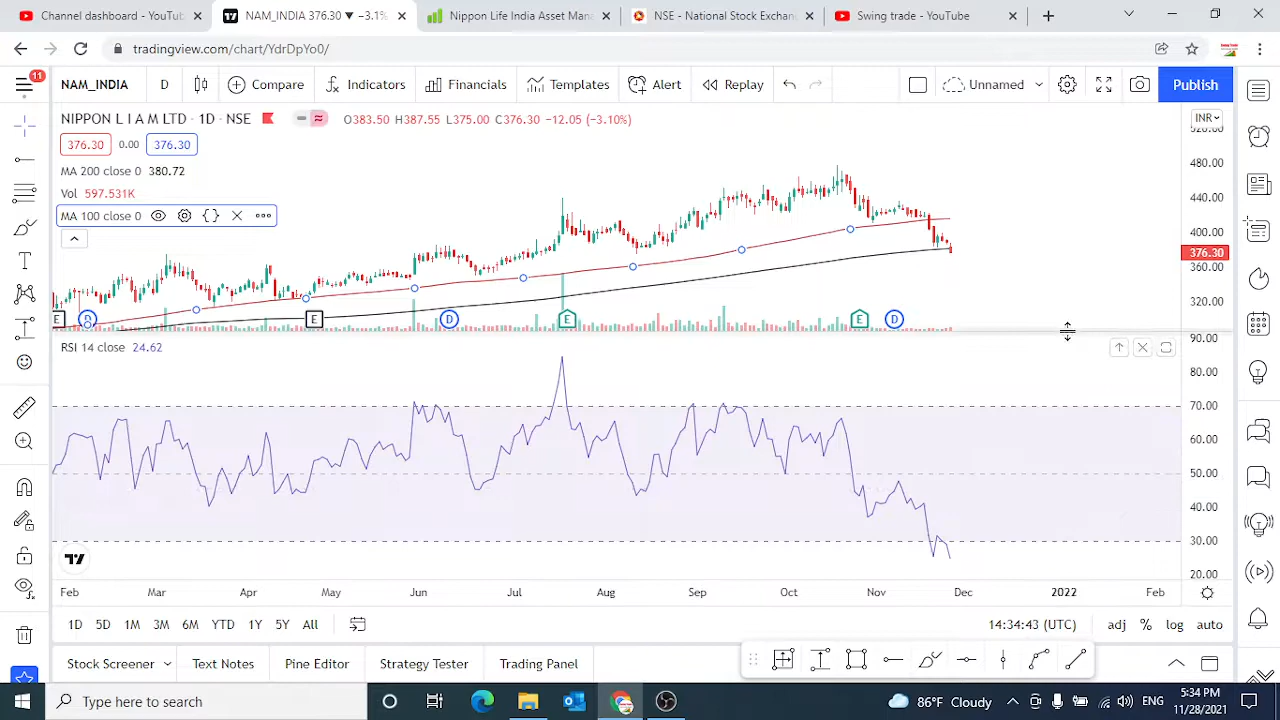 Channel dashboard - YouTub
NAM_INDIA 376.30 ▼ −3.1%
Nippon Life India Asset Man
NSE - National Stock Exchan
Swing trade - YouTube
tradingview.com/chart/YdrDpYo0/
11
NAM_INDIA
D
Compare
Indicators
Financials
Templates
Alert
Replay
Unnamed
Publish
NIPPON L I A M LTD · 1D · NSE
O383.50 H387.55 L375.00 C376.30 −12.05 (−3.10%)
INR
376.30
0.00
376.30
MA 200 close 0 380.72
Vol 597.531K
MA 100 close 0
520.00
480.00
440.00
400.00
376.30
360.00
320.00
E
D
E
D
E
E
D
RSI 14 close 24.62
90.00
80.00
70.00
60.00
50.00
40.00
30.00
20.00
Feb
Mar
Apr
May
Jun
Jul
Aug
Sep
Oct
Nov
Dec
2022
Feb
1D
5D
1M
3M
6M
YTD
1Y
5Y
All
14:34:43 (UTC)
adj
%
log
auto
Stock Screener
Text Notes
Pine Editor
Strategy Tester
Trading Panel
Type here to search
86°F Cloudy
ENG
5:34 PM
11/28/2021